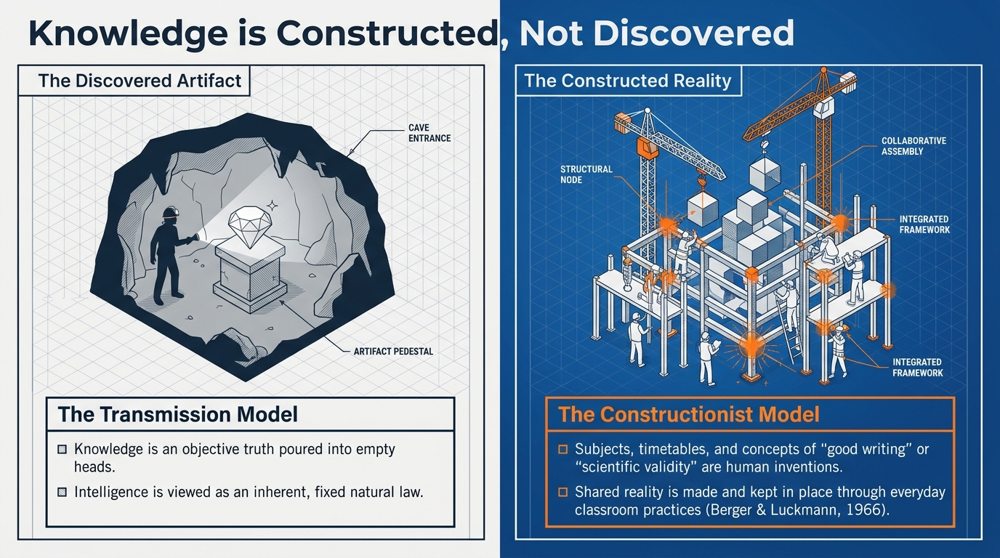 Knowledge is Constructed, Not Discovered
The Discovered Artifact
CAVE
ENTRANCE
ARTIFACT PEDESTAL
The Transmission Model
Knowledge is an objective truth poured into empty
heads.
Intelligence is viewed as an inherent, fixed natural law.
The Constructed Reality
COLLABORATIVE
ASSEMBLY
STRUCTURAL
NODE
INTEGRATED
FRAMEWORK
INTEGRATED
FRAMEWORK
The Constructionist Model
Subjects, timetables, and concepts of “good writing” or
“scientific validity” are human inventions.
Shared reality is made and kept in place through everyday
classroom practices (Berger & Luckmann, 1966).